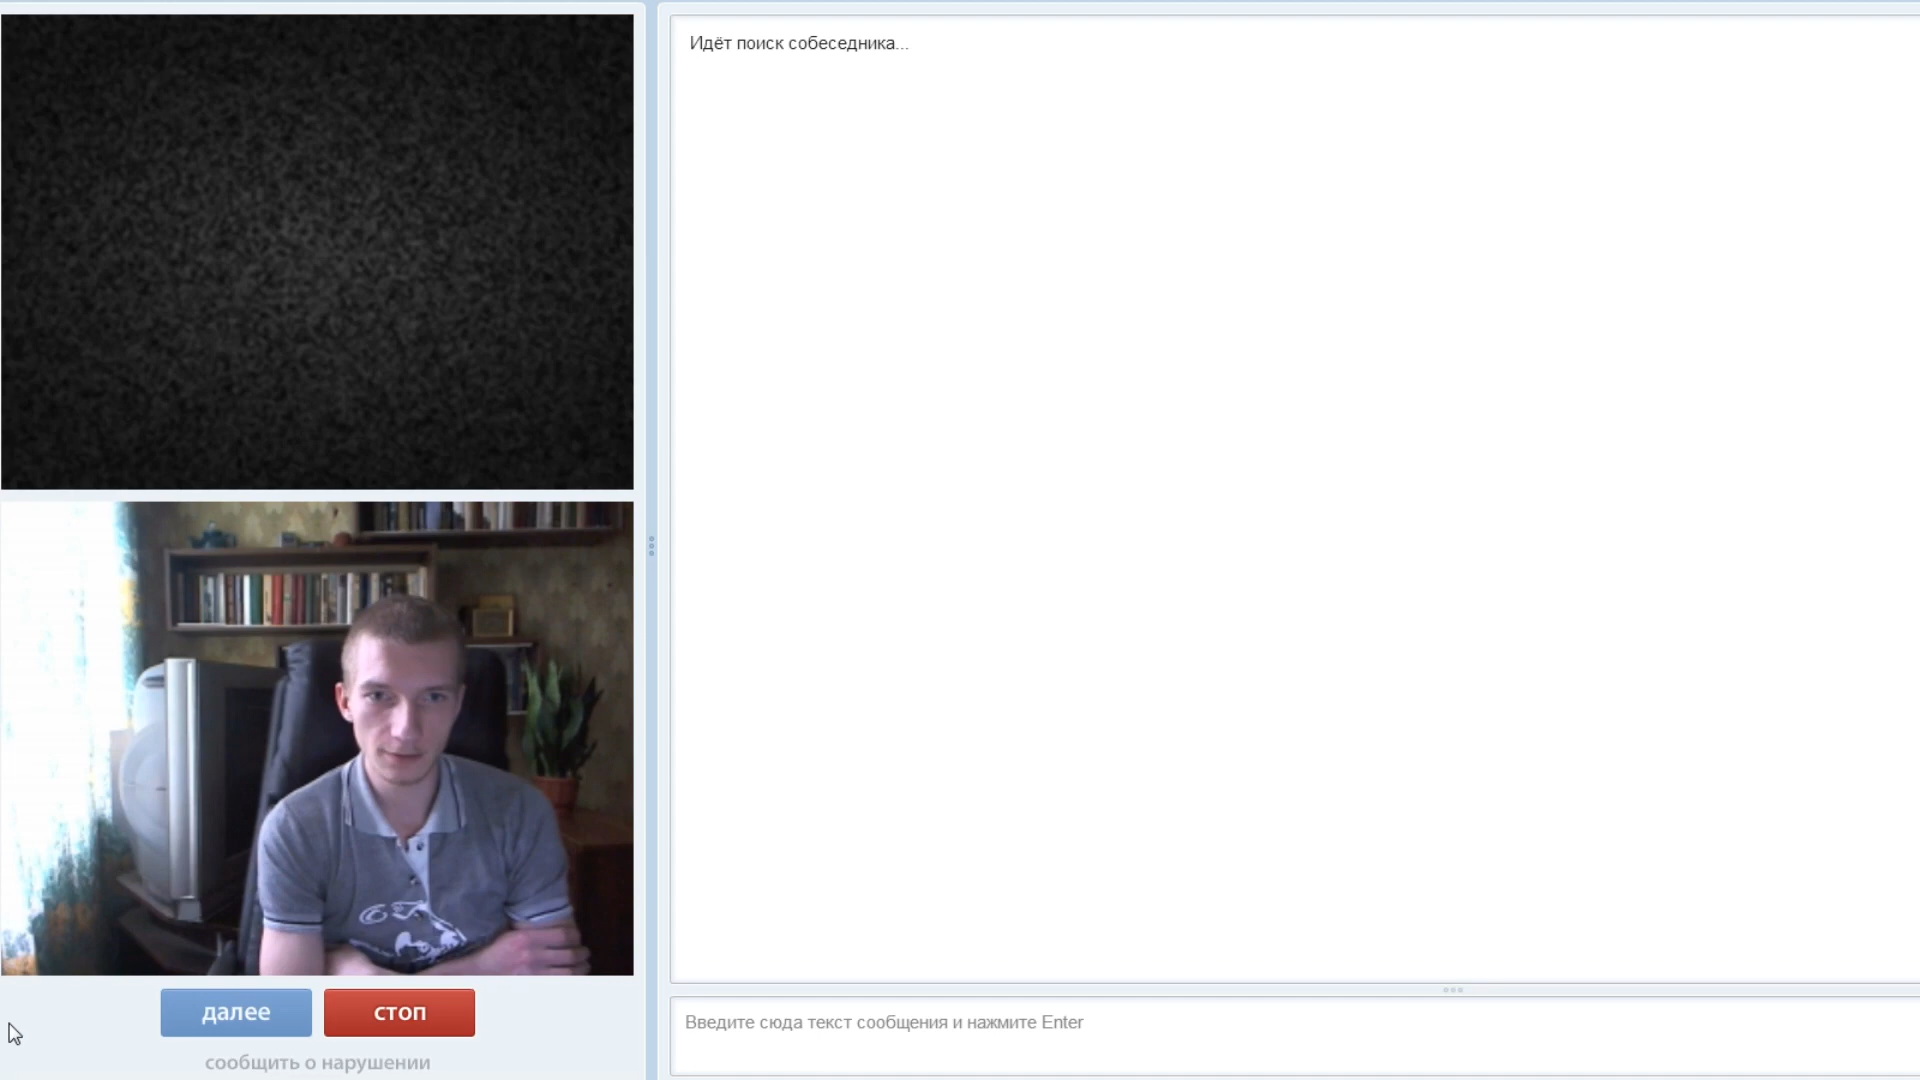 Идёт поиск собеседника...
далее
стоп
сообщить о нарушении
Введите сюда текст сообщения и нажмите Enter